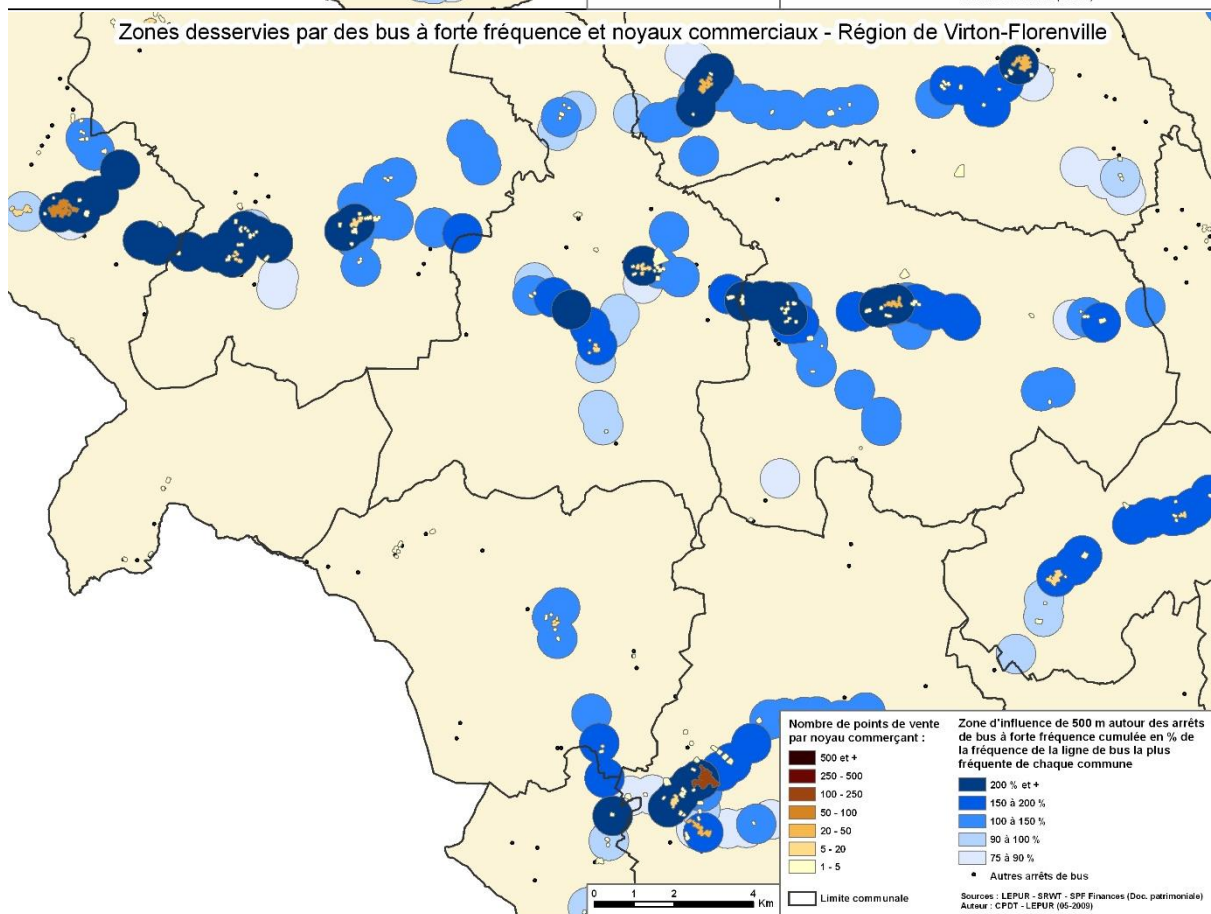 Zones desservies par des bus à forte fréquence et noyaux commerciaux - Région de Virton-Florenville
Nombre de points de vente
par noyau commerçant :
500 et +
250 - 500
100 - 250
50 - 100
20 - 50
5 - 20
1 - 5
Limite communale
Zone d'influence de 500 m autour des arrêts
de bus à forte fréquence cumulée en % de
la fréquence de la ligne de bus la plus
fréquente de chaque commune
200 % et +
150 à 200 %
100 à 150 %
90 à 100 %
75 à 90 %
Autres arrêts de bus
0 1 2 4
Km
Sources : LEPUR - SRWT - SPF Finances (Doc. patrimoniale)
Auteur : CPDT - LEPUR (05-2009)